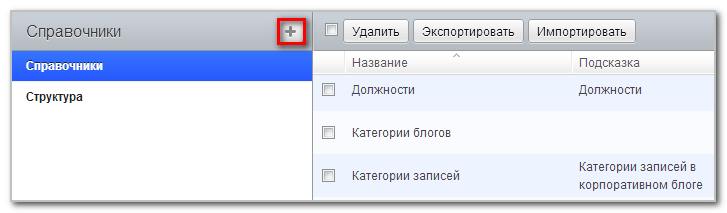 Справочники
Удалить Экспортировать Импортировать
Справочники
Структура
Название Подсказка
Должности Должности
Категории блогов
Категории записей Категории записей в
корпоративном блоге